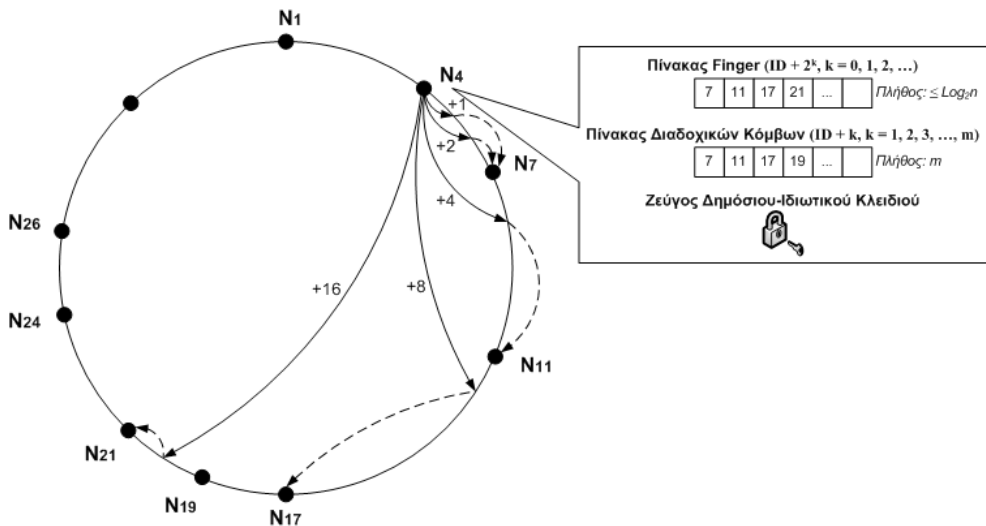 N1
N4
Πίνακας Finger (ID + 2ᵏ, k = 0, 1, 2, …)
7 11 17 21 ... Πλήθος: ≤ Log₂n
+1
Πίνακας Διαδοχικών Κόμβων (ID + k, k = 1, 2, 3, …, m)
+2
7 11 17 19 ... Πλήθος: m
N7
+4
Ζεύγος Δημόσιου-Ιδιωτικού Κλειδιού
N26
+16
+8
N24
N11
N21
N19
N17